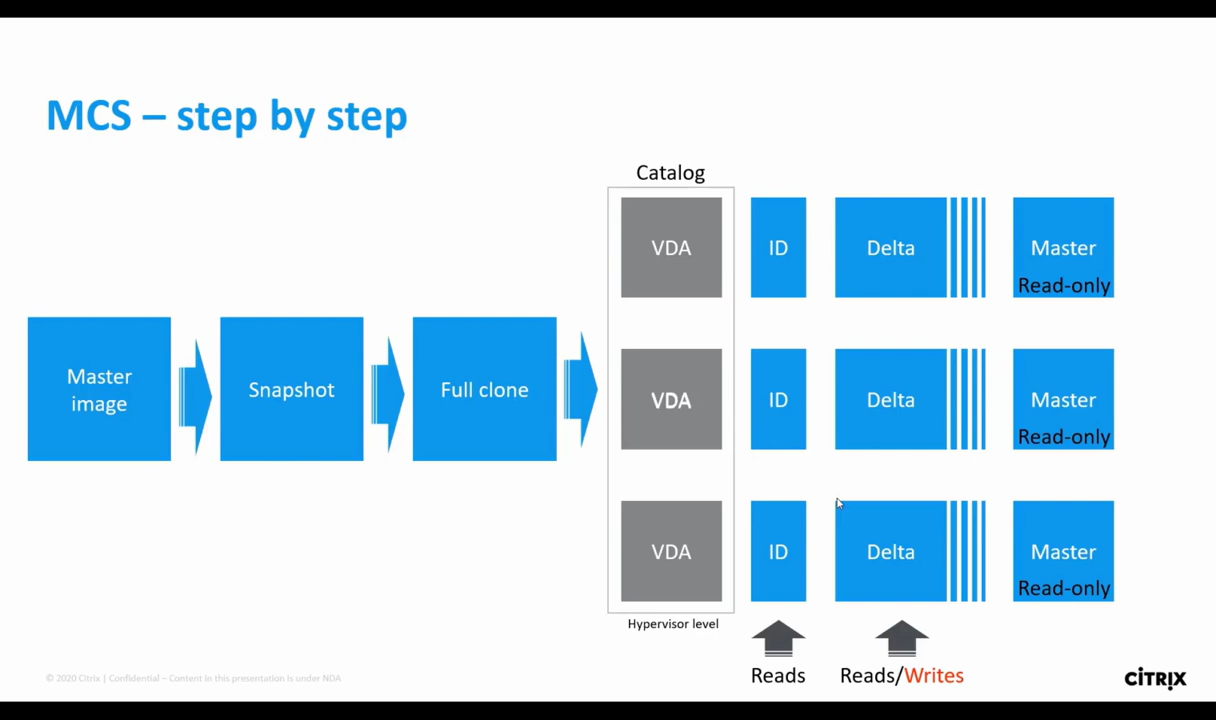 MCS – step by step
Catalog
VDA
ID
Delta
Master
Read-only
Master
image
Snapshot
Full clone
VDA
ID
Delta
Master
Read-only
VDA
ID
Delta
Master
Read-only
Hypervisor level
Reads
Reads/Writes
© 2020 Citrix | Confidential – Content in this presentation is under NDA
CITRIX